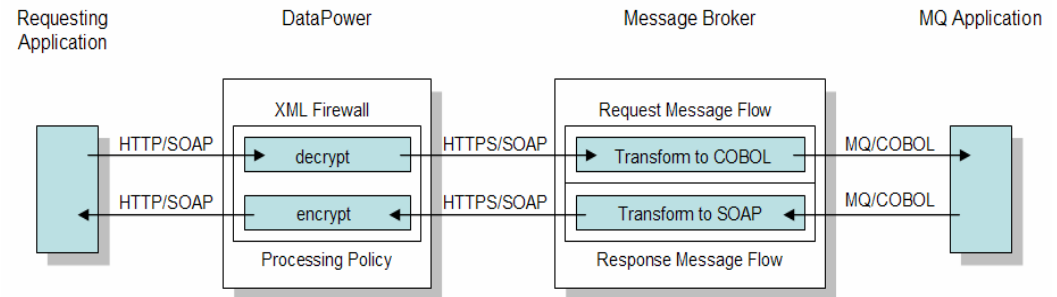 Requesting
Application
DataPower
Message Broker
MQ Application
XML Firewall
Request Message Flow
HTTP/SOAP
decrypt
HTTPS/SOAP
Transform to COBOL
MQ/COBOL
HTTP/SOAP
encrypt
HTTPS/SOAP
Transform to SOAP
MQ/COBOL
Processing Policy
Response Message Flow